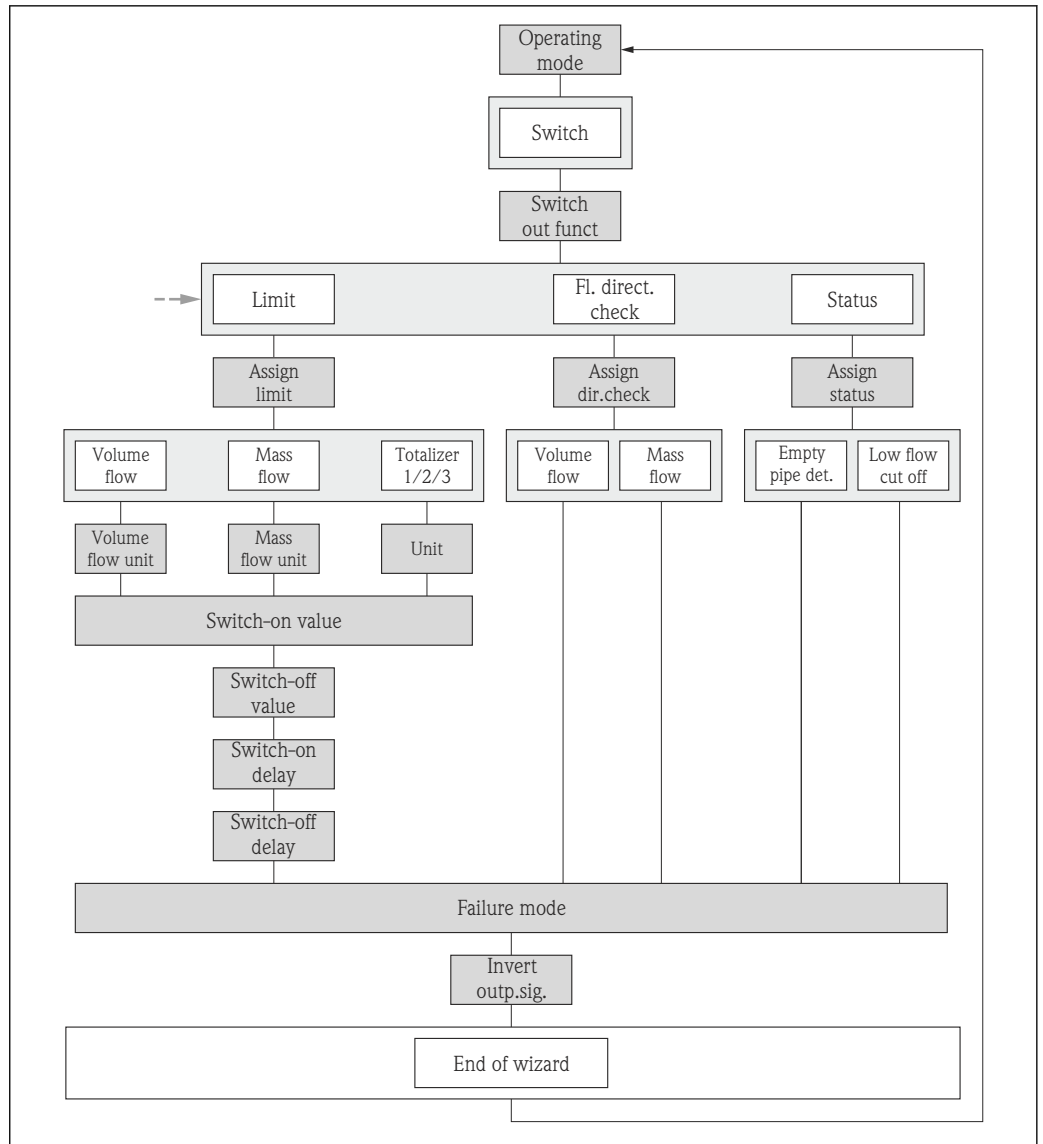 Operating
mode
Switch
Switch
out funct
Limit
Fl. direct.
check
Status
Assign
limit
Assign
dir.check
Assign
status
Volume
flow
Mass
flow
Totalizer
1/2/3
Volume
flow
Mass
flow
Empty
pipe det.
Low flow
cut off
Volume
flow unit
Mass
flow unit
Unit
Switch-on value
Switch-off
value
Switch-on
delay
Switch-off
delay
Failure mode
Invert
outp.sig.
End of wizard